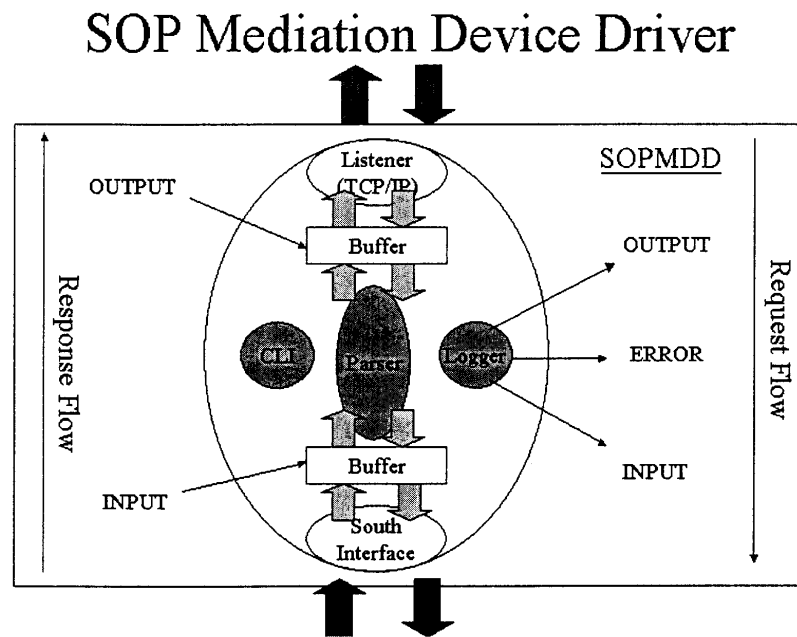 SOP Mediation Device Driver
Listener
(TCP/IP)
SOPMDD
OUTPUT
Buffer
OUTPUT
Response Flow
Request Flow
CLI
Parser
Logger
ERROR
Buffer
INPUT
INPUT
South
Interface